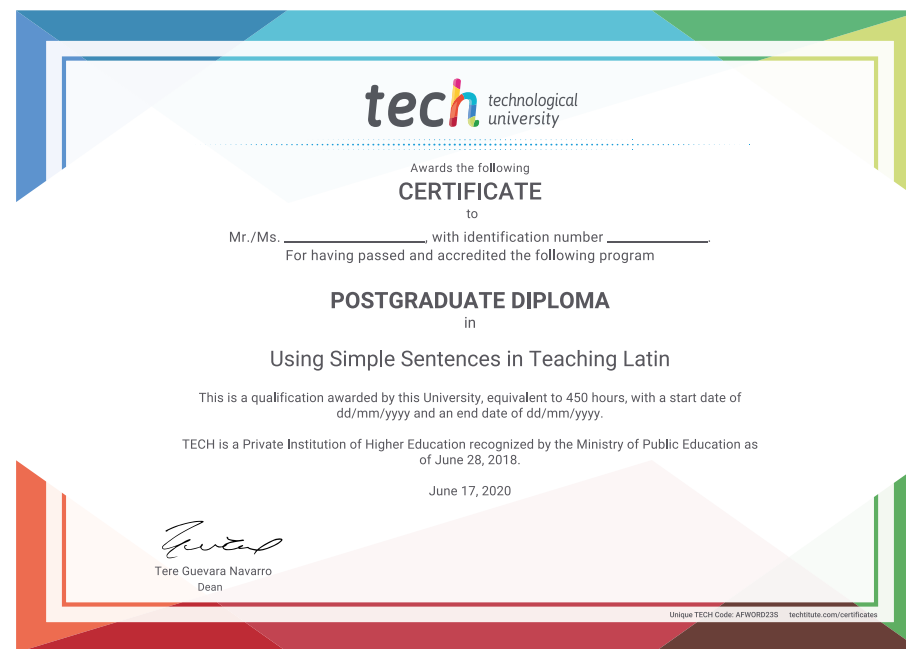 tech technological
university
Awards the following
CERTIFICATE
to
Mr./Ms. ____________________, with identification number ______________.
For having passed and accredited the following program
POSTGRADUATE DIPLOMA
in
Using Simple Sentences in Teaching Latin
This is a qualification awarded by this University, equivalent to 450 hours, with a start date of
dd/mm/yyyy and an end date of dd/mm/yyyy.
TECH is a Private Institution of Higher Education recognized by the Ministry of Public Education as
of June 28, 2018.
June 17, 2020
Tere Guevara Navarro
Dean
Unique TECH Code: AFWORD23S techtitute.com/certificates